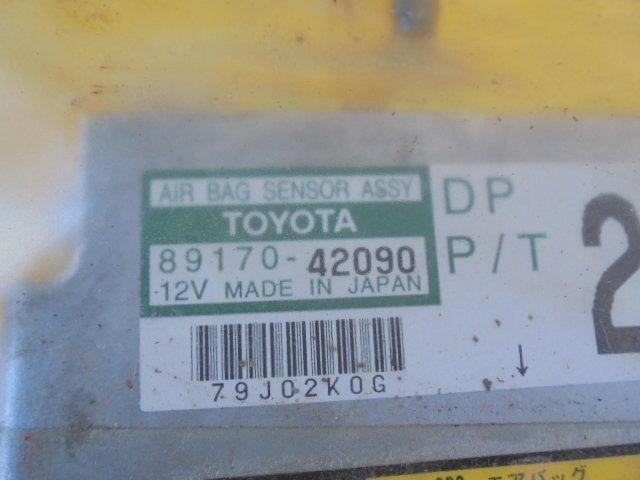 AIR BAG SENSOR ASSY
TOYOTA
89170-42090
12V MADE IN JAPAN
79J02K0G
DP
P/T
2
エアバッグ